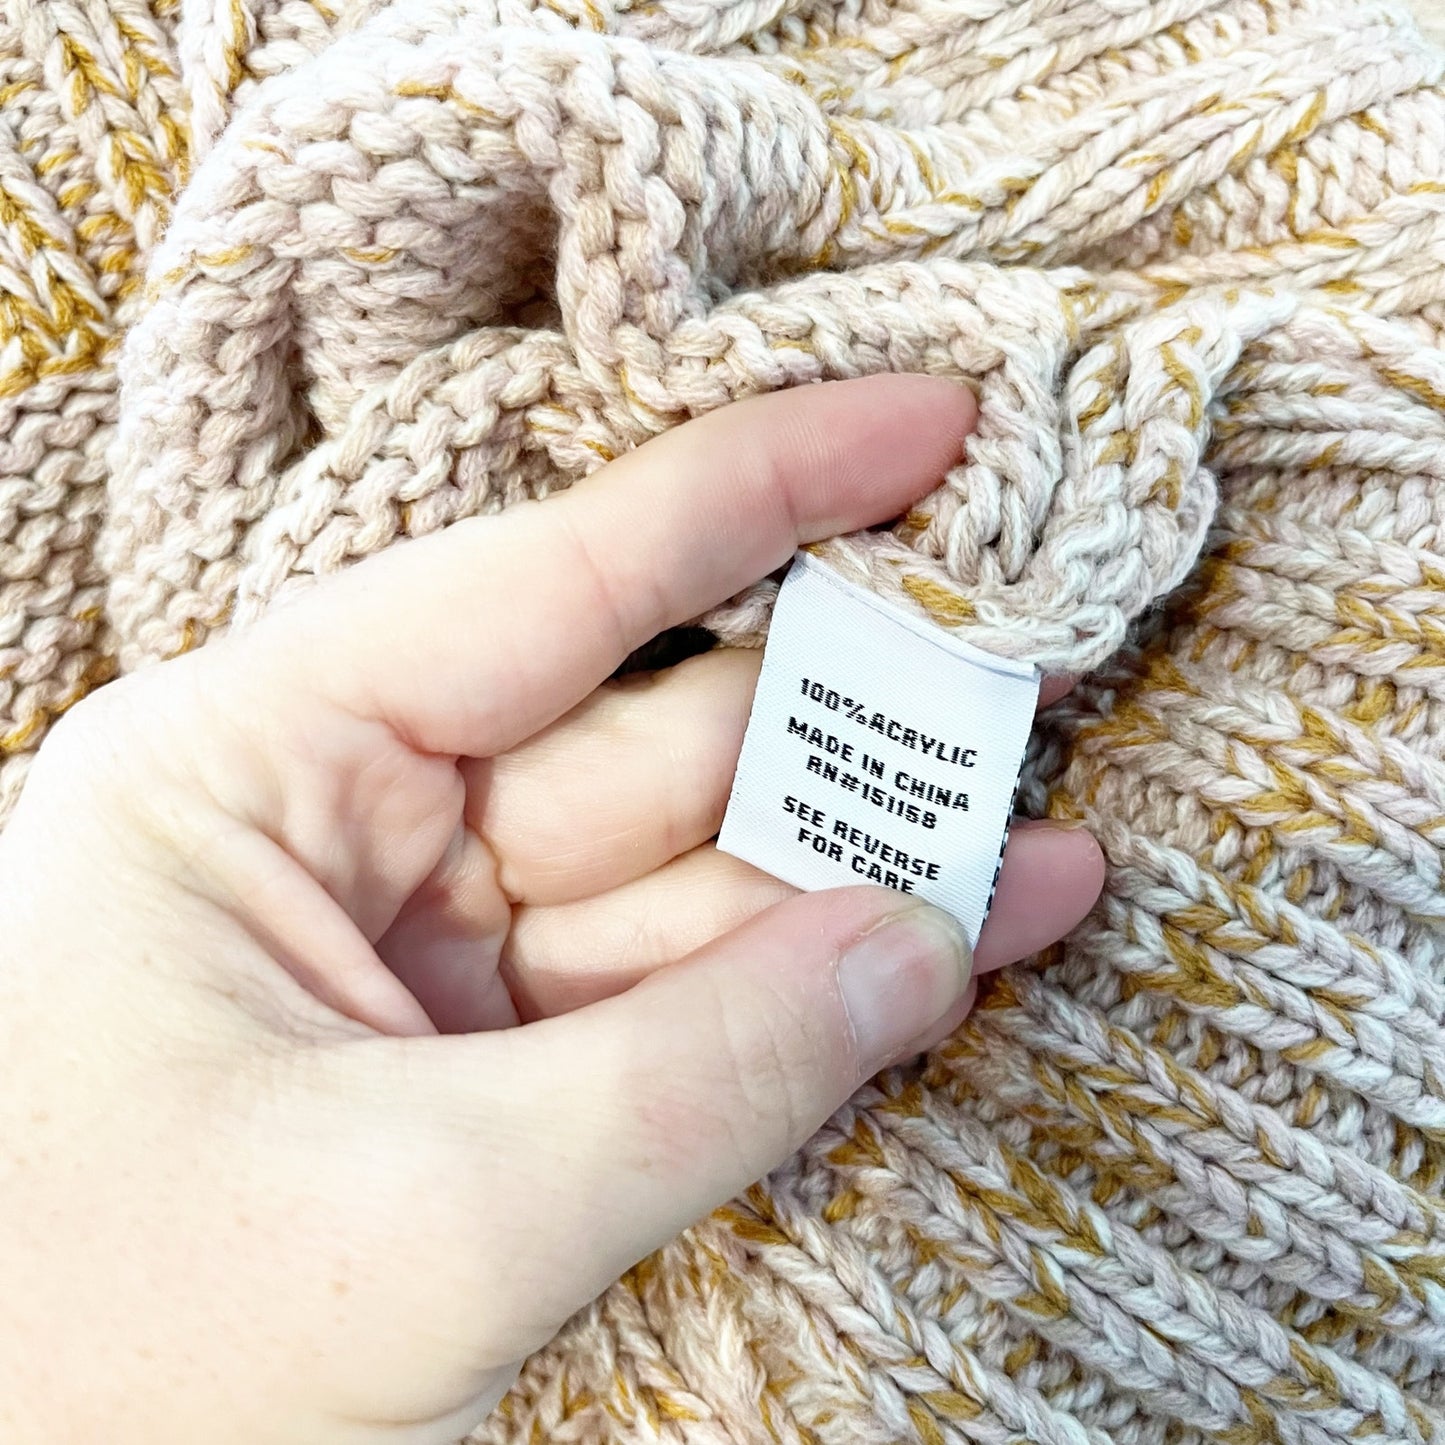 100%ACRYLIC
MADE IN CHINA
RN#151158
SEE REVERSE
FOR CARE